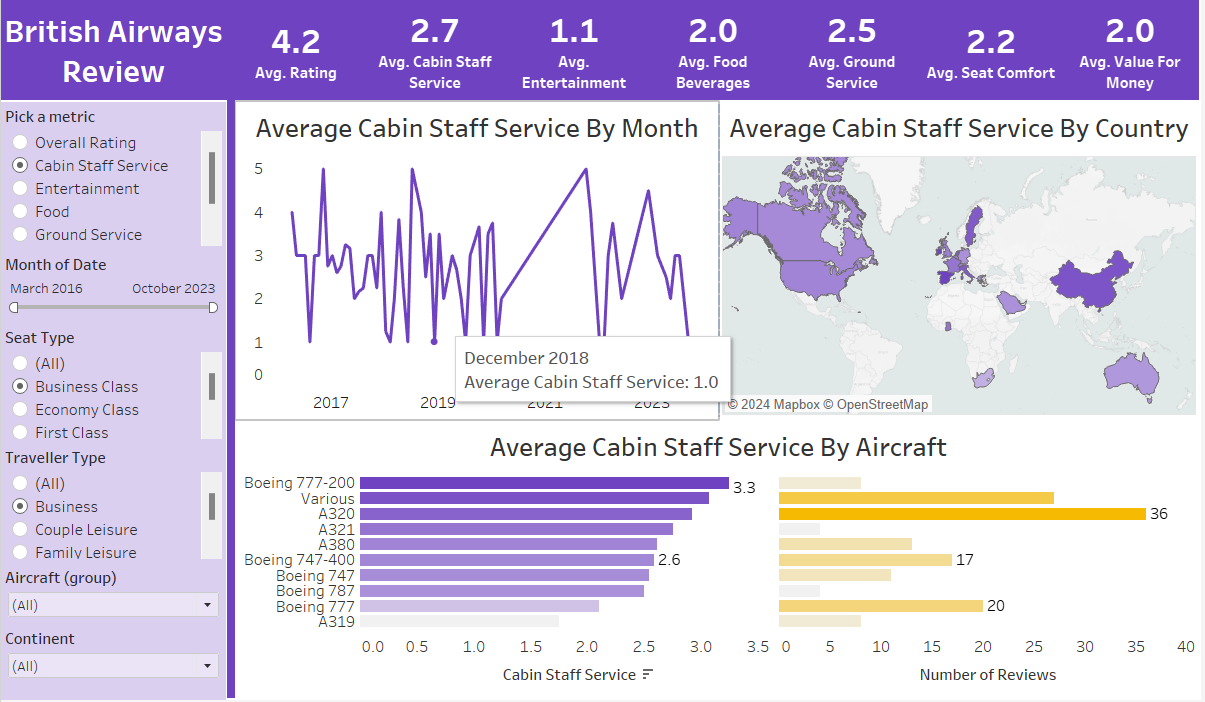 British Airways
Review
4.2
Avg. Rating
2.7
Avg. Cabin Staff
Service
1.1
Avg.
Entertainment
2.0
Avg. Food
Beverages
2.5
Avg. Ground
Service
2.2
Avg. Seat Comfort
2.0
Avg. Value For
Money
Pick a metric
Overall Rating
Cabin Staff Service
Entertainment
Food
Ground Service
Month of Date
March 2016 October 2023
Seat Type
(All)
Business Class
Economy Class
First Class
Traveller Type
(All)
Business
Couple Leisure
Family Leisure
Aircraft (group)
(All)
Continent
(All)
Average Cabin Staff Service By Month
5
4
3
2
1
0
2017 2019 2021 2023
December 2018
Average Cabin Staff Service: 1.0
Average Cabin Staff Service By Country
© 2024 Mapbox © OpenStreetMap
Average Cabin Staff Service By Aircraft
Boeing 777-200 3.3
Various
A320 36
A321
A380
Boeing 747-400 2.6 17
Boeing 747
Boeing 787
Boeing 777 20
A319
0.0 0.5 1.0 1.5 2.0 2.5 3.0 3.5 0 5 10 15 20 25 30 35 40
Cabin Staff Service Number of Reviews